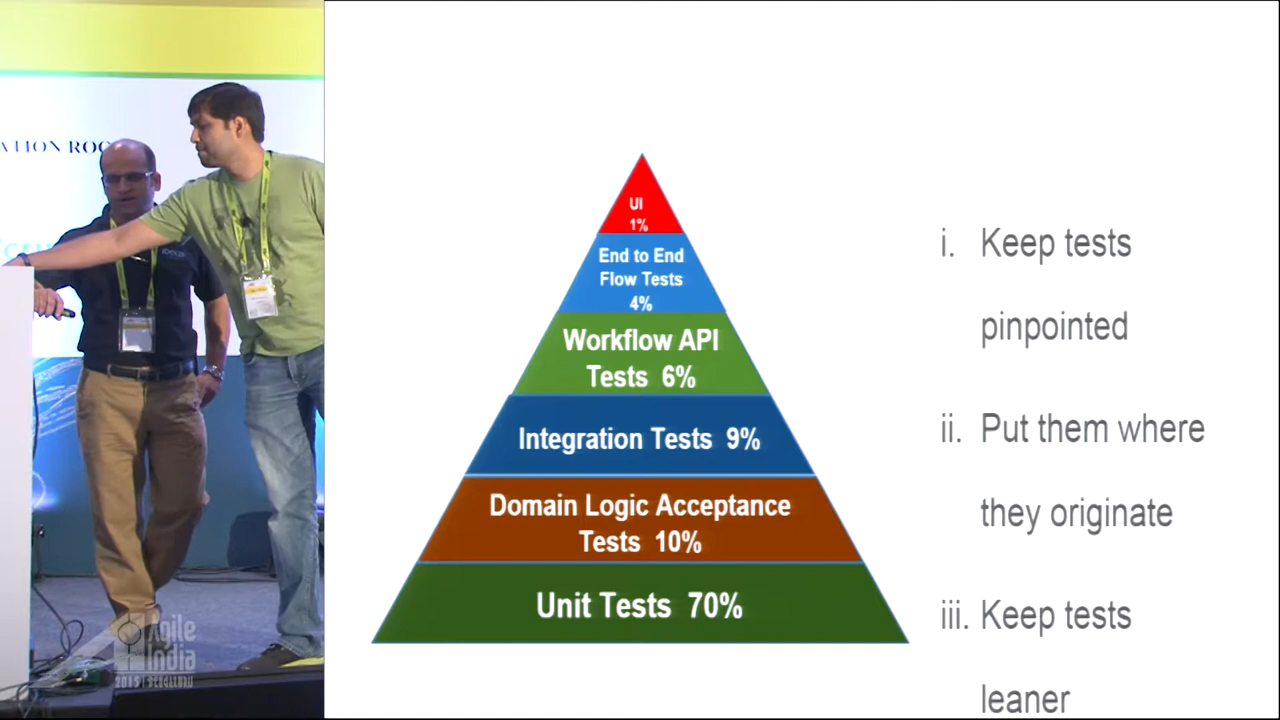 UI
1%
End to End
Flow Tests
4%
Workflow API
Tests 6%
Integration Tests 9%
Domain Logic Acceptance
Tests 10%
Unit Tests 70%
i. Keep tests
pinpointed
ii. Put them where
they originate
iii. Keep tests
leaner
Agile
India
2015 | BENGALURU